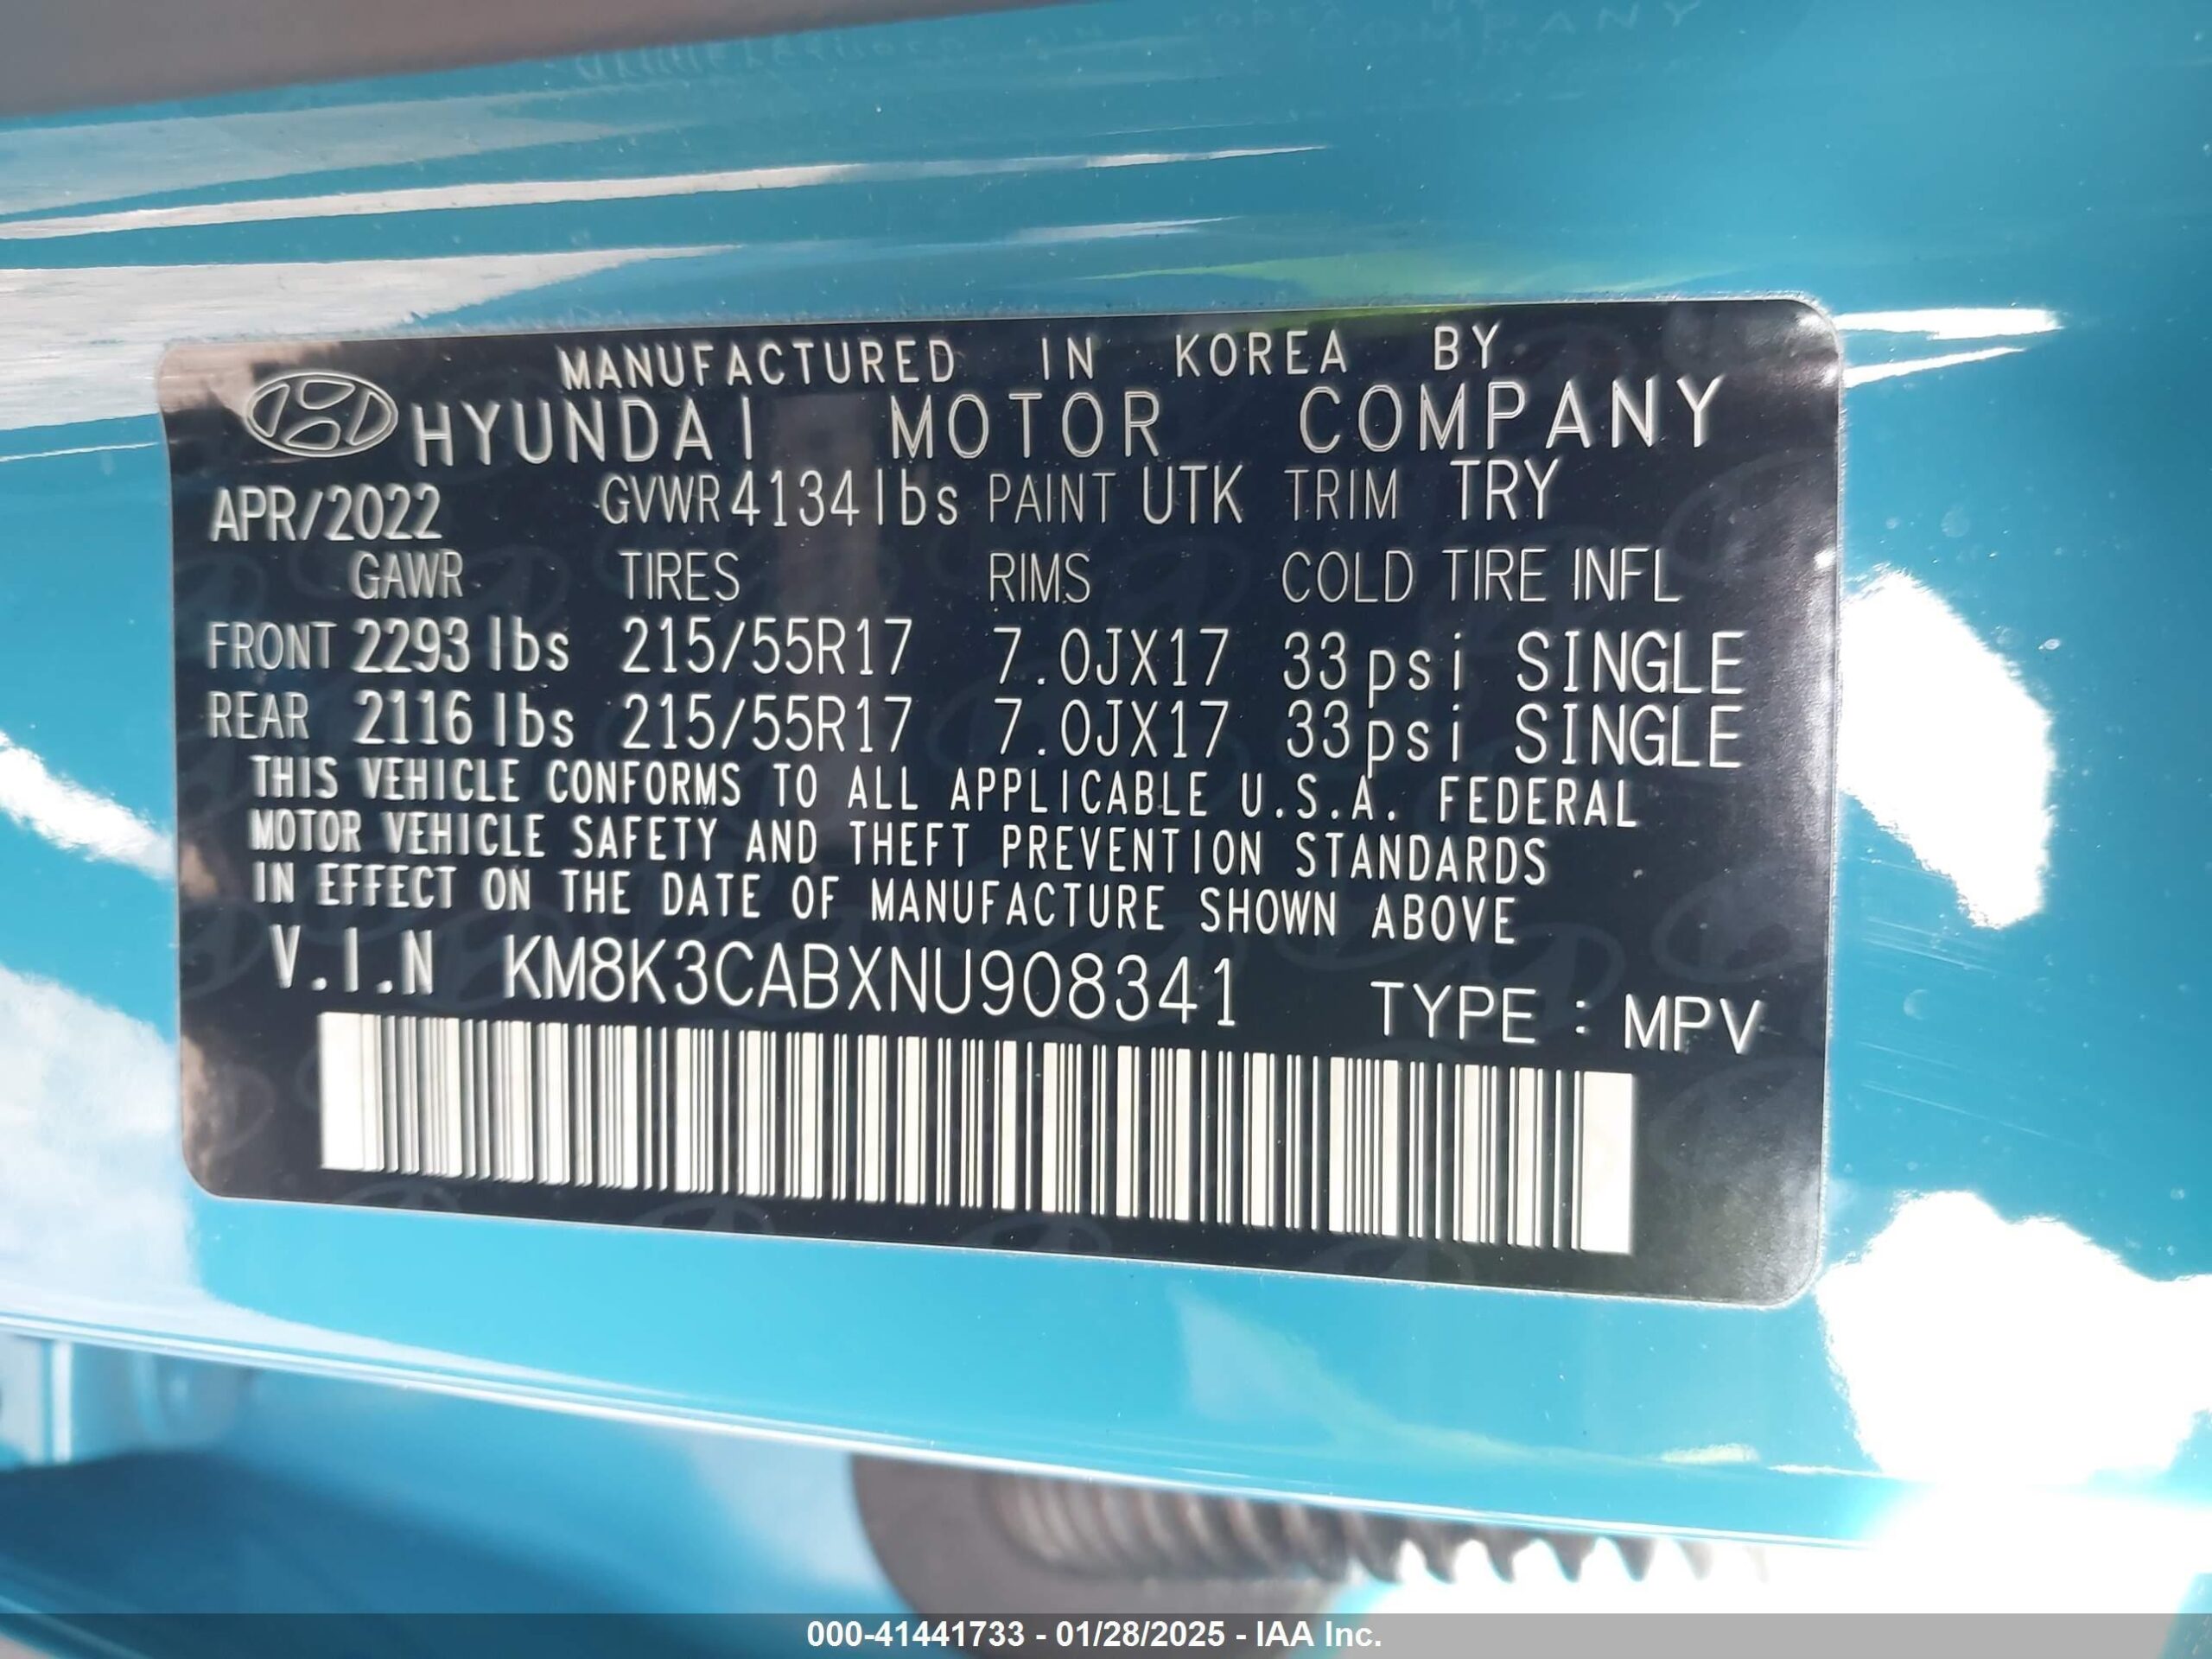 MANUFACTURED IN KOREA BY
HYUNDAI MOTOR COMPANY
APR/2022 GVWR 4134 lbs PAINT UTK TRIM TRY
GAWR TIRES RIMS COLD TIRE INFL
FRONT 2293 lbs 215/55R17 7.0JX17 33psi SINGLE
REAR 2116 lbs 215/55R17 7.0JX17 33psi SINGLE
THIS VEHICLE CONFORMS TO ALL APPLICABLE U.S.A. FEDERAL
MOTOR VEHICLE SAFETY AND THEFT PREVENTION STANDARDS
IN EFFECT ON THE DATE OF MANUFACTURE SHOWN ABOVE
V.I.N KM8K3CABXNU908341 TYPE : MPV
000-41441733 - 01/28/2025 - IAA Inc.